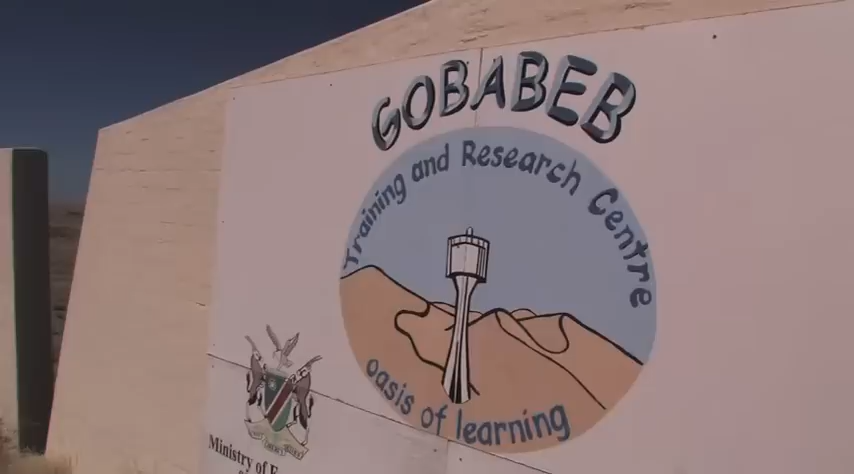 GOBABEB
Training and Research Centre
oasis of learning
Ministry of